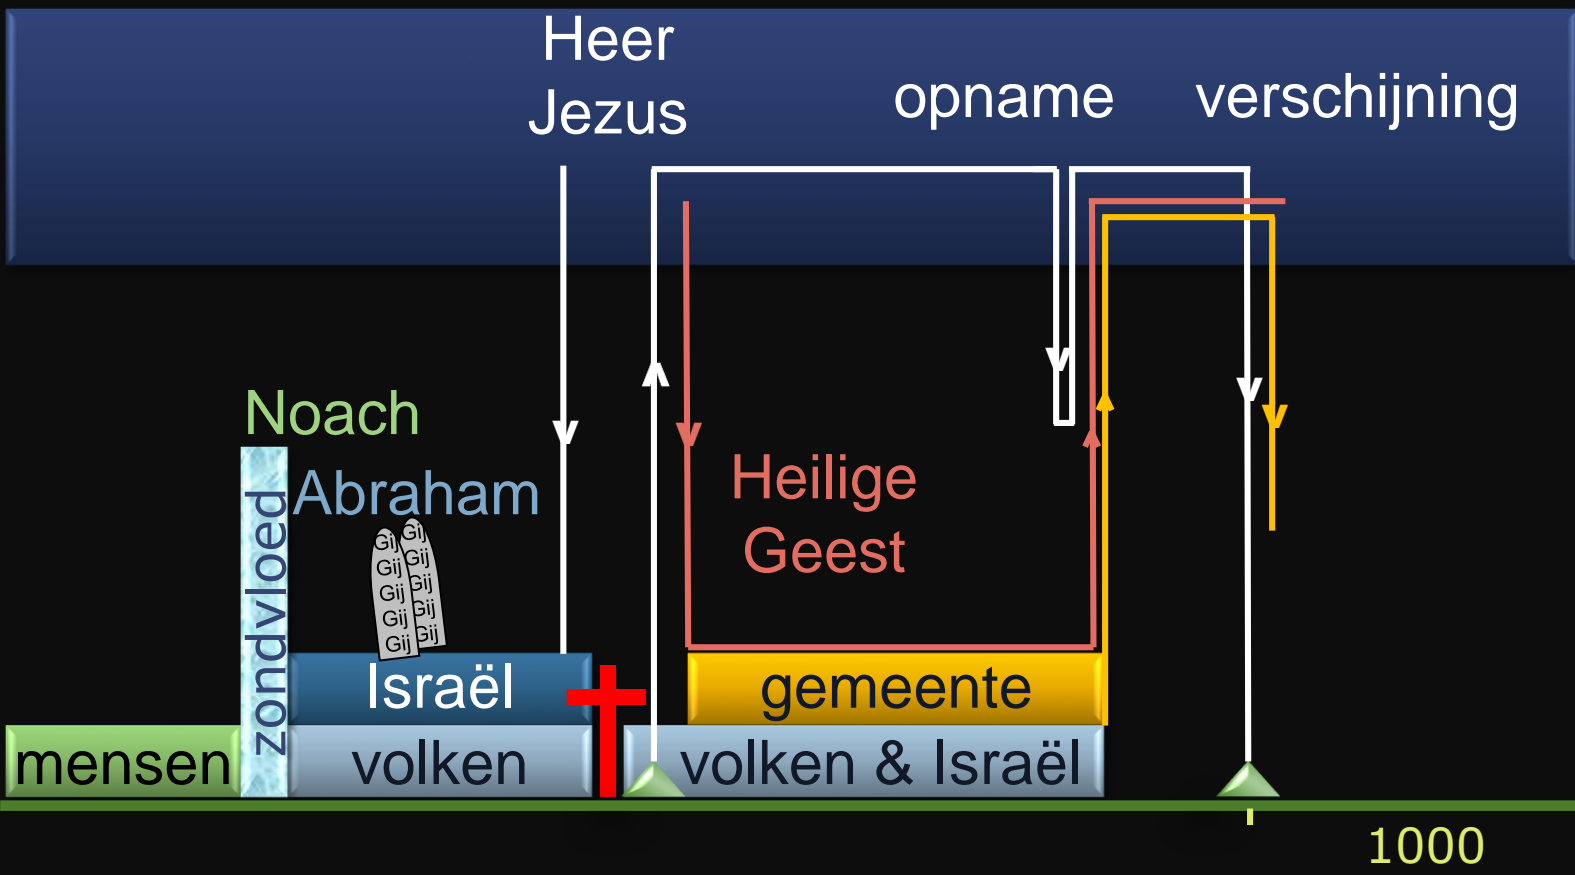 Heer
Jezus
opname
verschijning
Noach
Abraham
zondvloed
Gij
Gij
Gij
Gij
Gij
Gij
Gij
Gij
Gij
Gij
Heilige
Geest
Israël
gemeente
mensen
volken
volken & Israël
1000